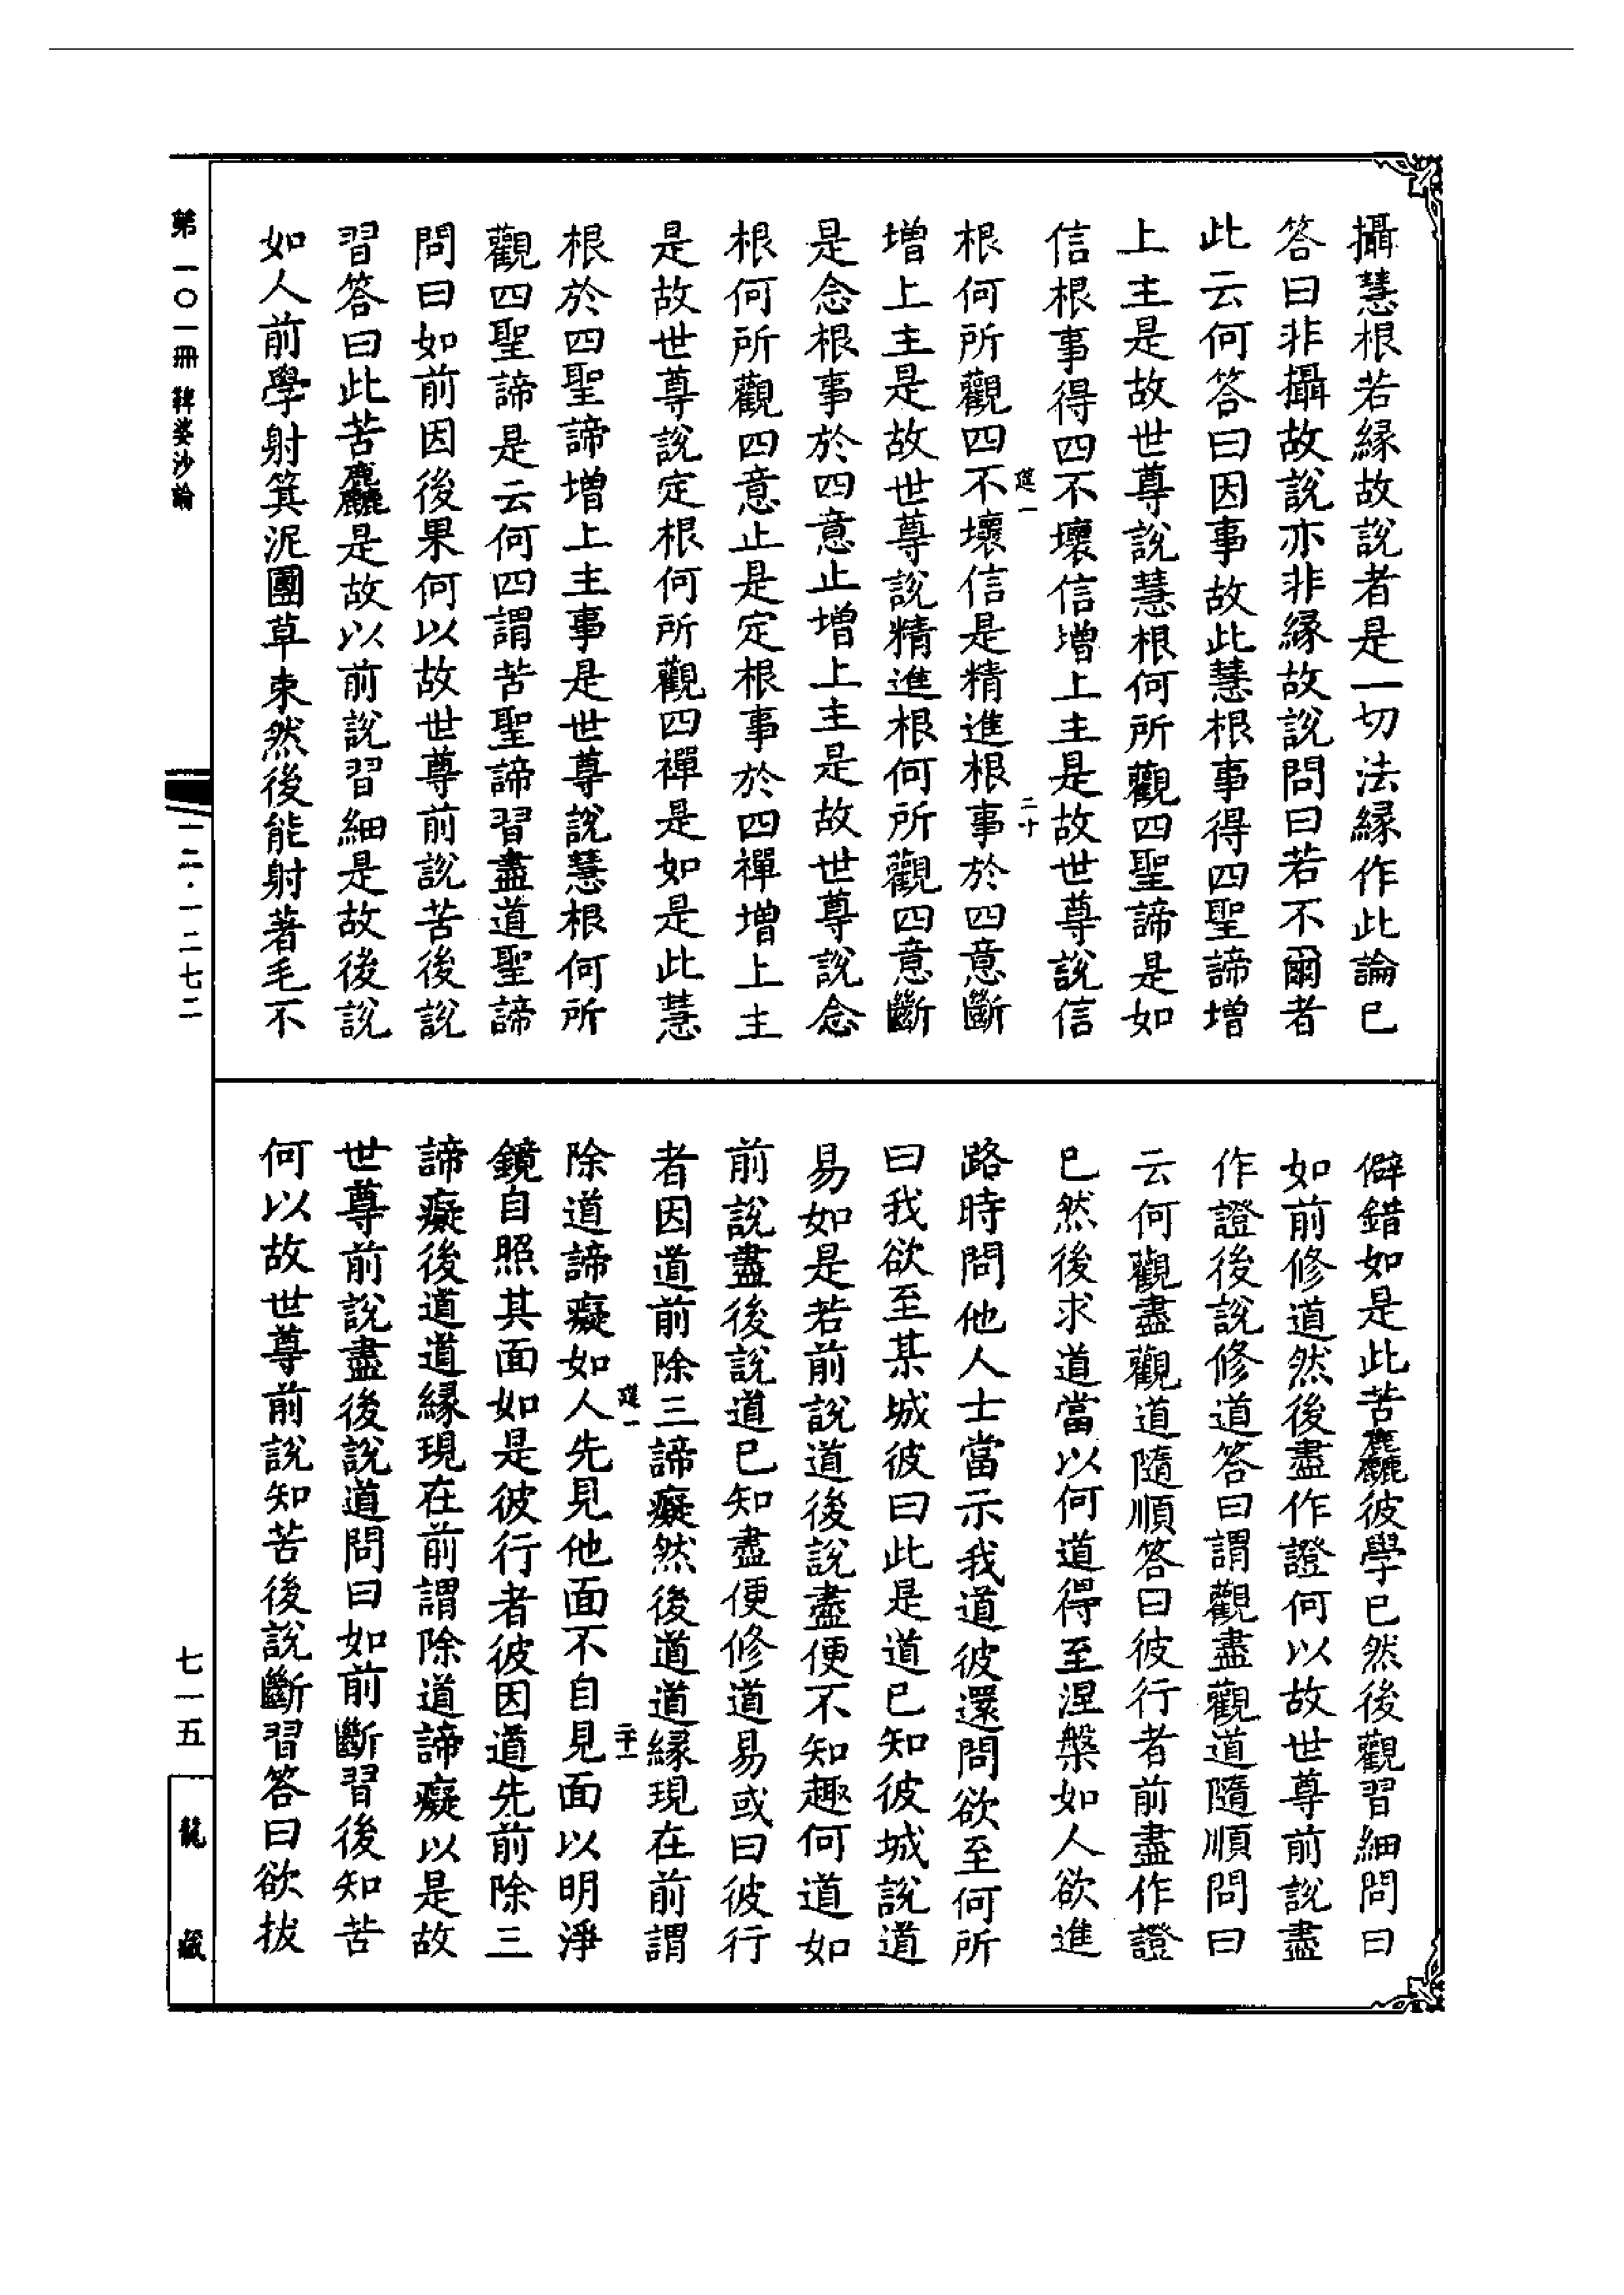 攝慧根若緣故說者是一切法緣作此論已
答曰非攝故說亦非緣故說問曰若不爾者
此云何答曰因事故此慧根事得四聖諦增
上主是故世尊說慧根何所觀四聖諦是如
信根事得四不壞信增上主是故世尊說信
根何所觀四不壞信是精進根事於四意斷
增上主是故世尊說精進根何所觀四意斷
是念根事於四意止增上主是故世尊說念
根何所觀四意止是定根事於四禪增上主
是故世尊說定根何所觀四禪是如是此慧
根於四聖諦增上主事是世尊說慧根何所
觀四聖諦是云何四謂苦聖諦習盡道聖諦
問曰如前因後果何以故世尊前說苦後說
習答曰此苦麤是故以前說習細是故後說
如人前學射箕泥團草束然後能射著毛不
僻錯如是此苦麤彼學已然後觀習細問曰
如前修道然後盡作證何以故世尊前說盡
作證後說修道答曰謂觀盡觀道隨順問曰
云何觀盡觀道隨順答曰彼行者前盡作證
已然後求道當以何道得至涅槃如人欲進
路時問他人士當示我道彼還問欲至何所
曰我欲至某城彼曰此是道已知彼城說道
易如是若前說道後說盡便不知趣何道如
前說盡後說道已知盡便修道易或曰彼行
者因道前除三諦癡然後道道緣現在前謂
除道諦癡如人先見他面不自見面以明淨
鏡自照其面如是彼行者彼因道先前除三
諦癡後道道緣現在前謂除道諦癡以是故
世尊前說盡後說道問曰如前斷習後知苦
何以故世尊前說知苦後說斷習答曰欲拔
二十
二十一
第一〇一冊 鞞婆沙論
一二·一二七二
七一五
龍藏